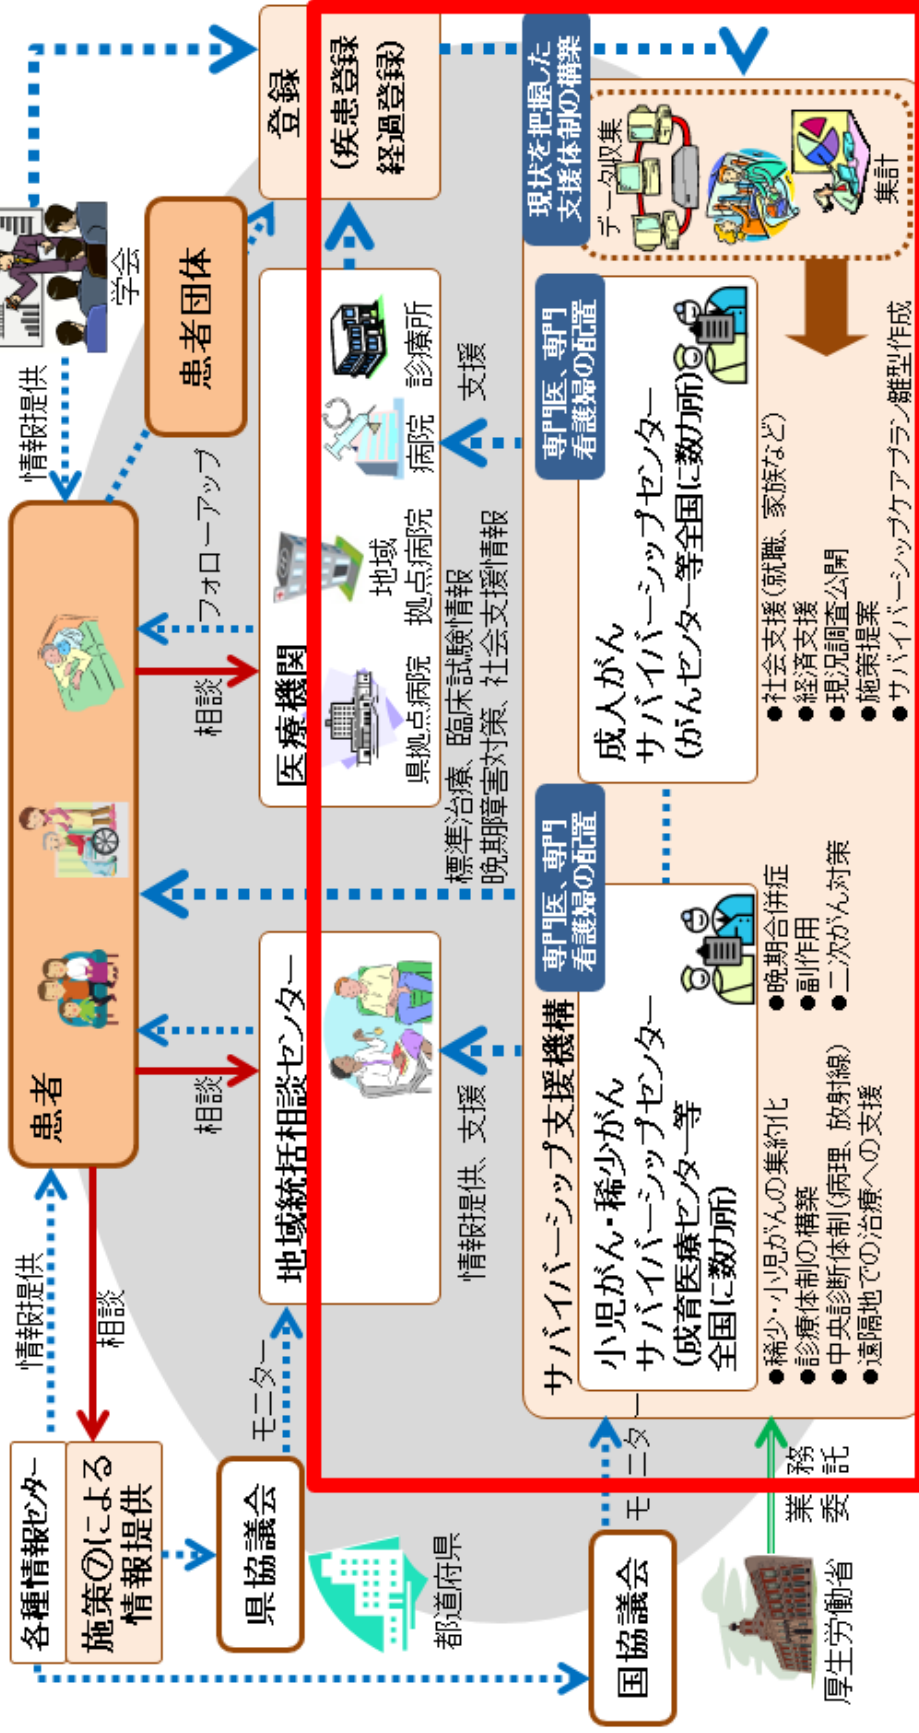 各種情報センター
施策⑦による
情報提供
情報提供
相談
患者
情報提供
学会
相談
相談
フォローアップ
患者団体
県協議会
都道府県
モニター
地域統括相談センター
医療機関
県拠点病院
地域
拠点病院
病院
診療所
登録
(疾患登録
経過登録)
情報提供、支援
標準治療、臨床試験情報
晩期障害対策、社会支援情報
支援
国協議会
モニター
厚生労働省
業務
委託
サバイバーシップ支援機構
専門医、専門
看護婦の配置
小児がん・稀少がん
サバイバーシップセンター
(成育医療センター等
全国に数カ所)
●稀少・小児がんの集約化
●診療体制の構築
●中央診断体制(病理、放射線)
●遠隔地での治療への支援
●晩期合併症
●副作用
●二次がん対策
専門医、専門
看護婦の配置
成人がん
サバイバーシップセンター
(がんセンター等全国に数カ所)
●社会支援(就職、家族など)
●経済支援
●現況調査公開
●施策提案
●サバイバーシップケアプラン雛型作成
現状を把握した
支援体制の構築
データ収集
集計